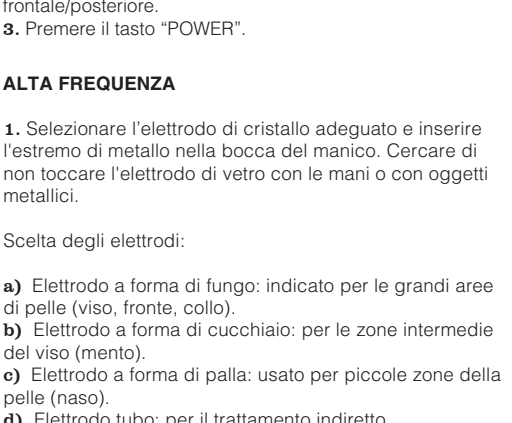 frontale/posteriore.
3. Premere il tasto “POWER”.
ALTA FREQUENZA
1. Selezionare l’elettrodo di cristallo adeguato e inserire
l'estremo di metallo nella bocca del manico. Cercare di
non toccare l'elettrodo di vetro con le mani o con oggetti
metallici.
Scelta degli elettrodi:
a) Elettrodo a forma di fungo: indicato per le grandi aree
di pelle (viso, fronte, collo).
b) Elettrodo a forma di cucchiaio: per le zone intermedie
del viso (mento).
c) Elettrodo a forma di palla: usato per piccole zone della
pelle (naso).
d) Elettrodo tubo: per il trattamento indiretto